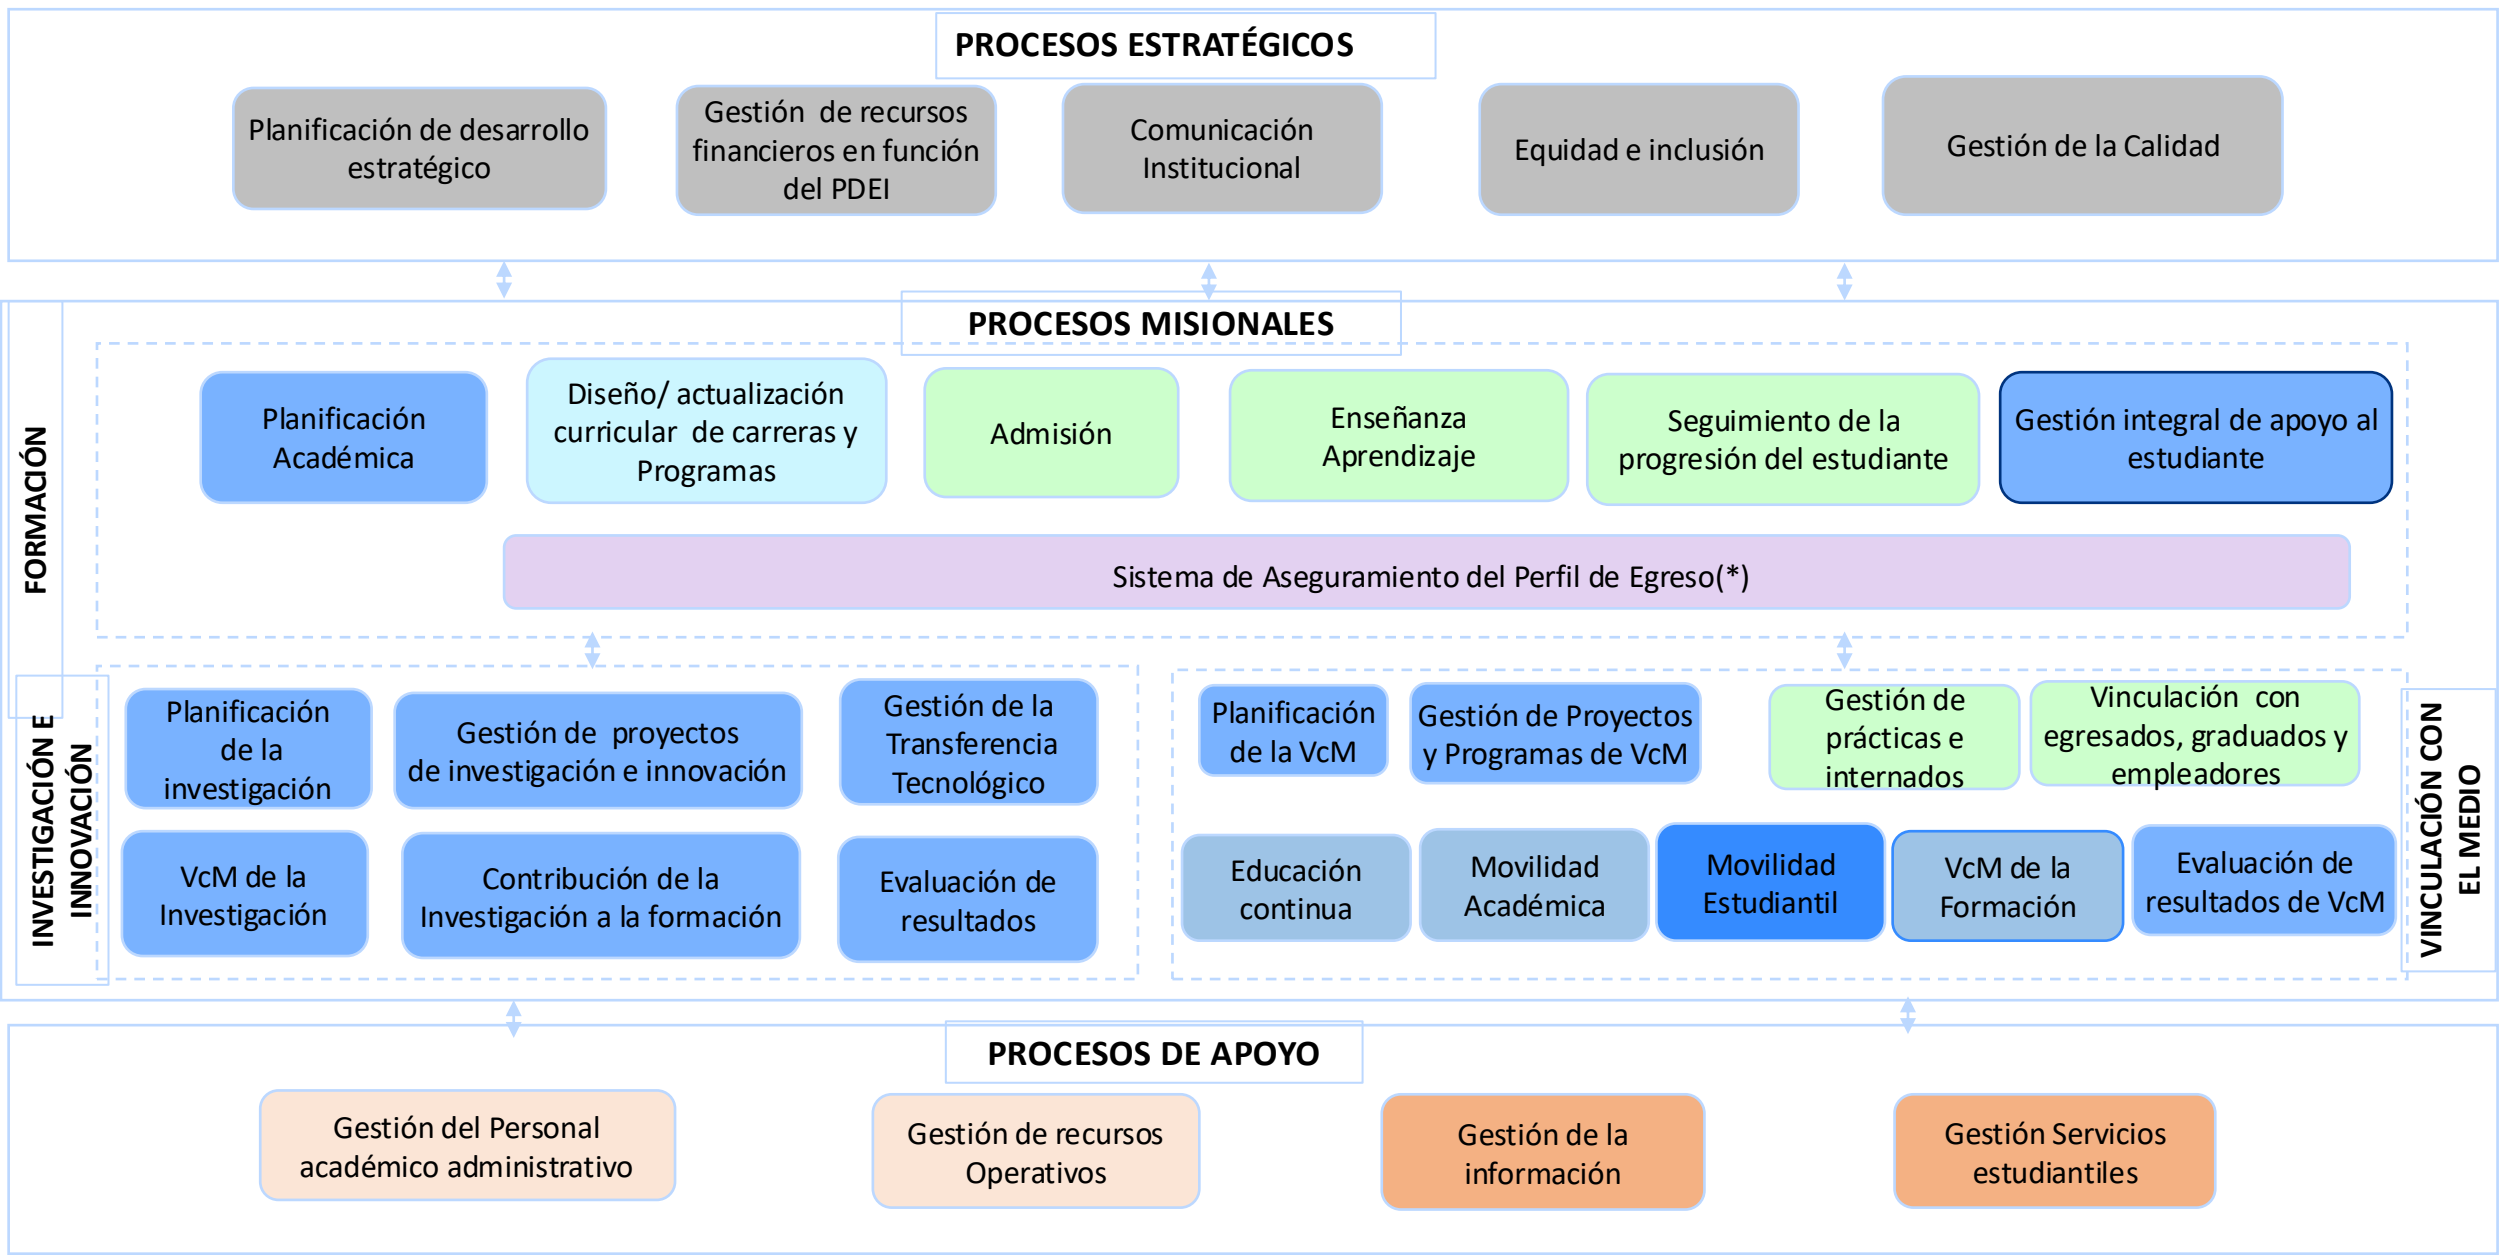 PROCESOS ESTRATÉGICOS
Planificación de desarrollo
estratégico
Gestión de recursos
financieros en función
del PDEI
Comunicación
Institucional
Equidad e inclusión
Gestión de la Calidad
PROCESOS MISIONALES
FORMACIÓN
Planificación
Académica
Diseño/ actualización
curricular de carreras y
Programas
Admisión
Enseñanza
Aprendizaje
Seguimiento de la
progresión del estudiante
Gestión integral de apoyo al
estudiante
Sistema de Aseguramiento del Perfil de Egreso(*)
INVESTIGACIÓN E
INNOVACIÓN
Planificación
de la
investigación
Gestión de proyectos
de investigación e innovación
Gestión de la
Transferencia
Tecnológico
VcM de la
Investigación
Contribución de la
Investigación a la formación
Evaluación de
resultados
Planificación
de la VcM
Gestión de Proyectos
y Programas de VcM
Gestión de
prácticas e
internados
Vinculación con
egresados, graduados y
empleadores
Educación
continua
Movilidad
Académica
Movilidad
Estudiantil
VcM de la
Formación
Evaluación de
resultados de VcM
VINCULACIÓN CON
EL MEDIO
PROCESOS DE APOYO
Gestión del Personal
académico administrativo
Gestión de recursos
Operativos
Gestión de la
información
Gestión Servicios
estudiantiles